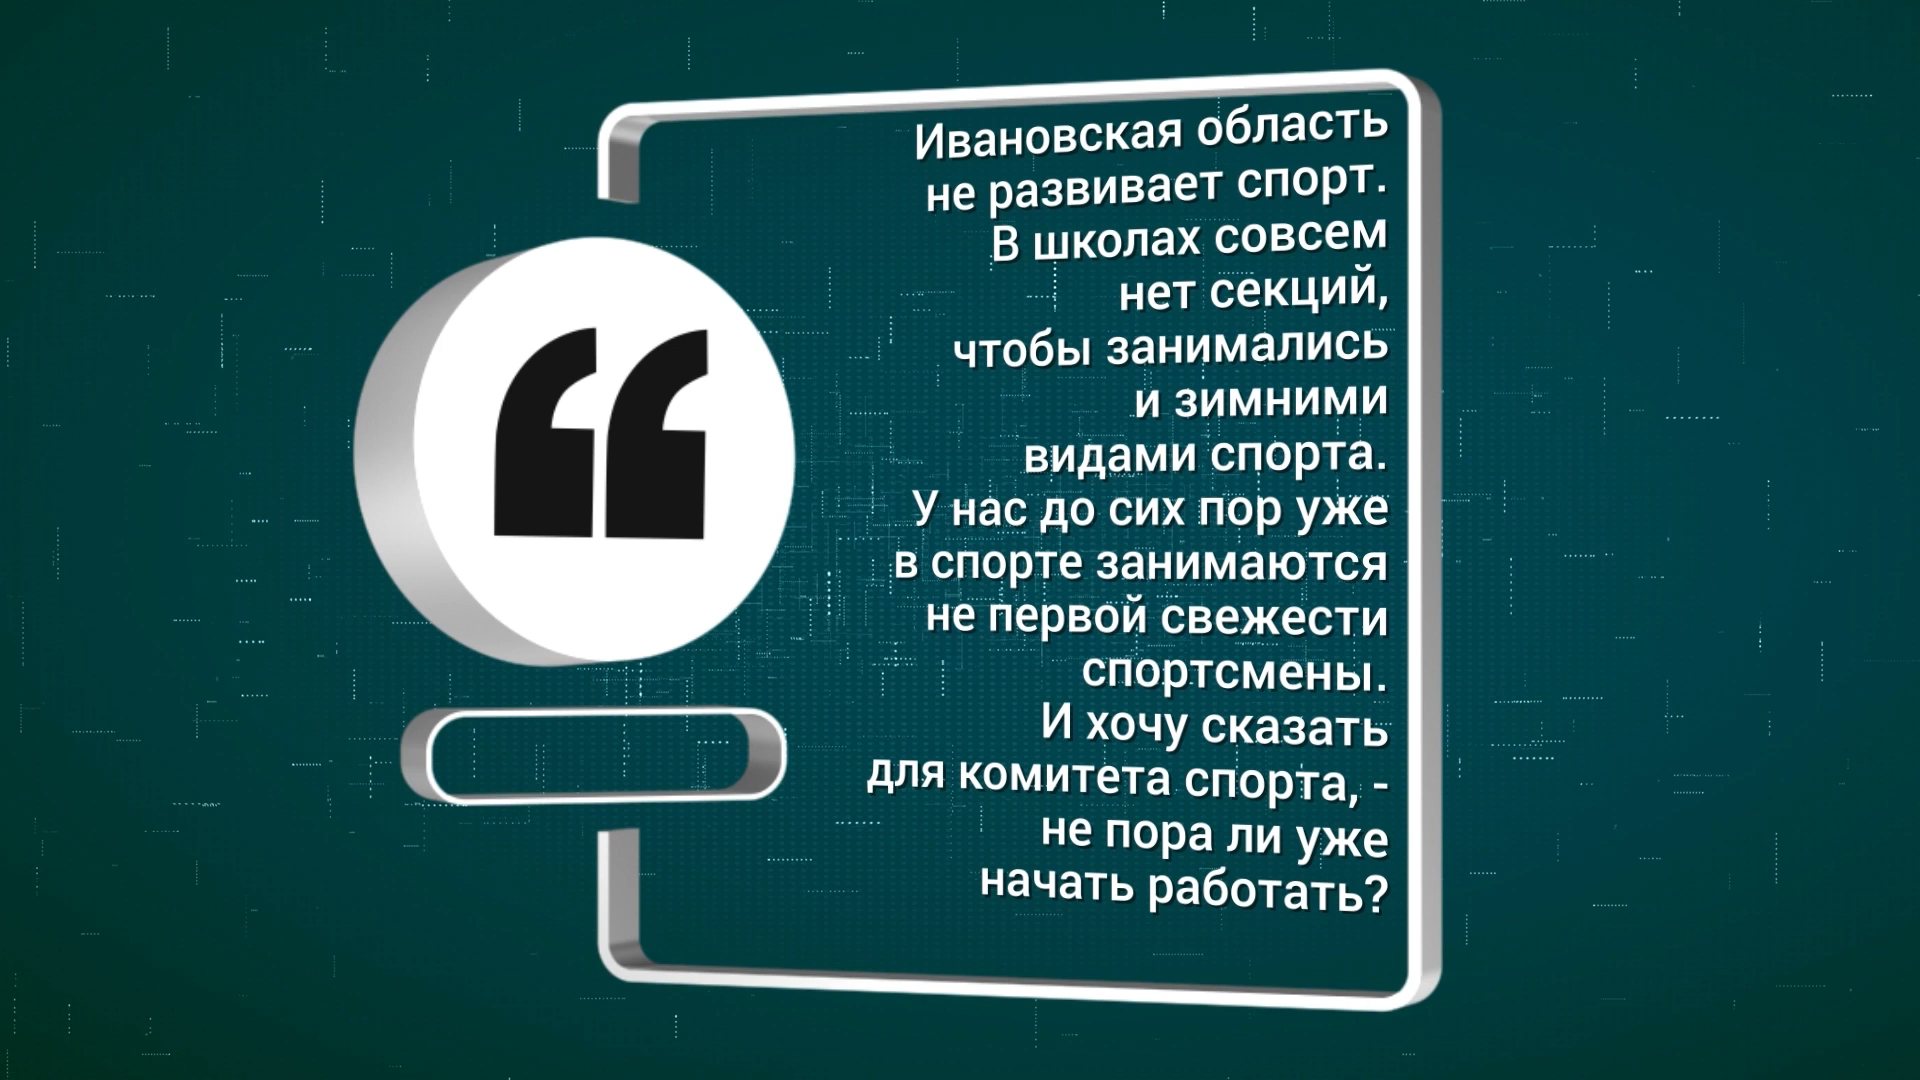 Ивановская область
не развивает спорт.
В школах совсем
нет секций,
чтобы занимались
и зимними
видами спорта.
У нас до сих пор уже
в спорте занимаются
не первой свежести
спортсмены.
И хочу сказать
для комитета спорта, -
не пора ли уже
начать работать?